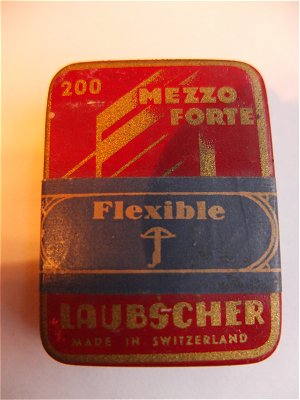 200
MEZZO
FORTE
Flexible
LAUBSCHER
MADE IN SWITZERLAND